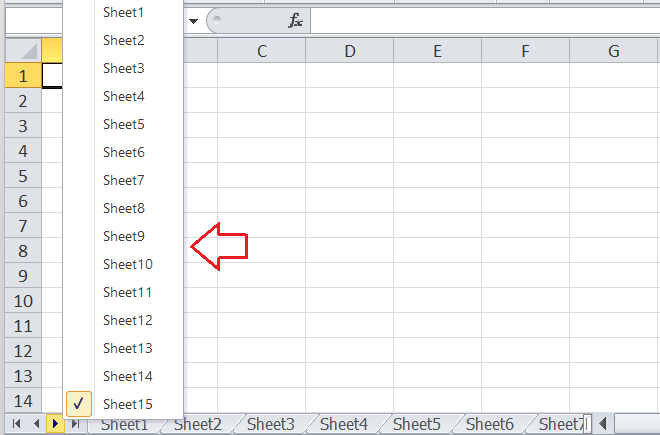 Sheet1
Sheet2
Sheet3
Sheet4
Sheet5
Sheet6
Sheet7
Sheet8
Sheet9
Sheet10
Sheet11
Sheet12
Sheet13
Sheet14
Sheet15
fx
C D E F G
1
2
3
4
5
6
7
8
9
10
11
12
13
14
Sheet1 Sheet2 Sheet3 Sheet4 Sheet5 Sheet6 Sheet7